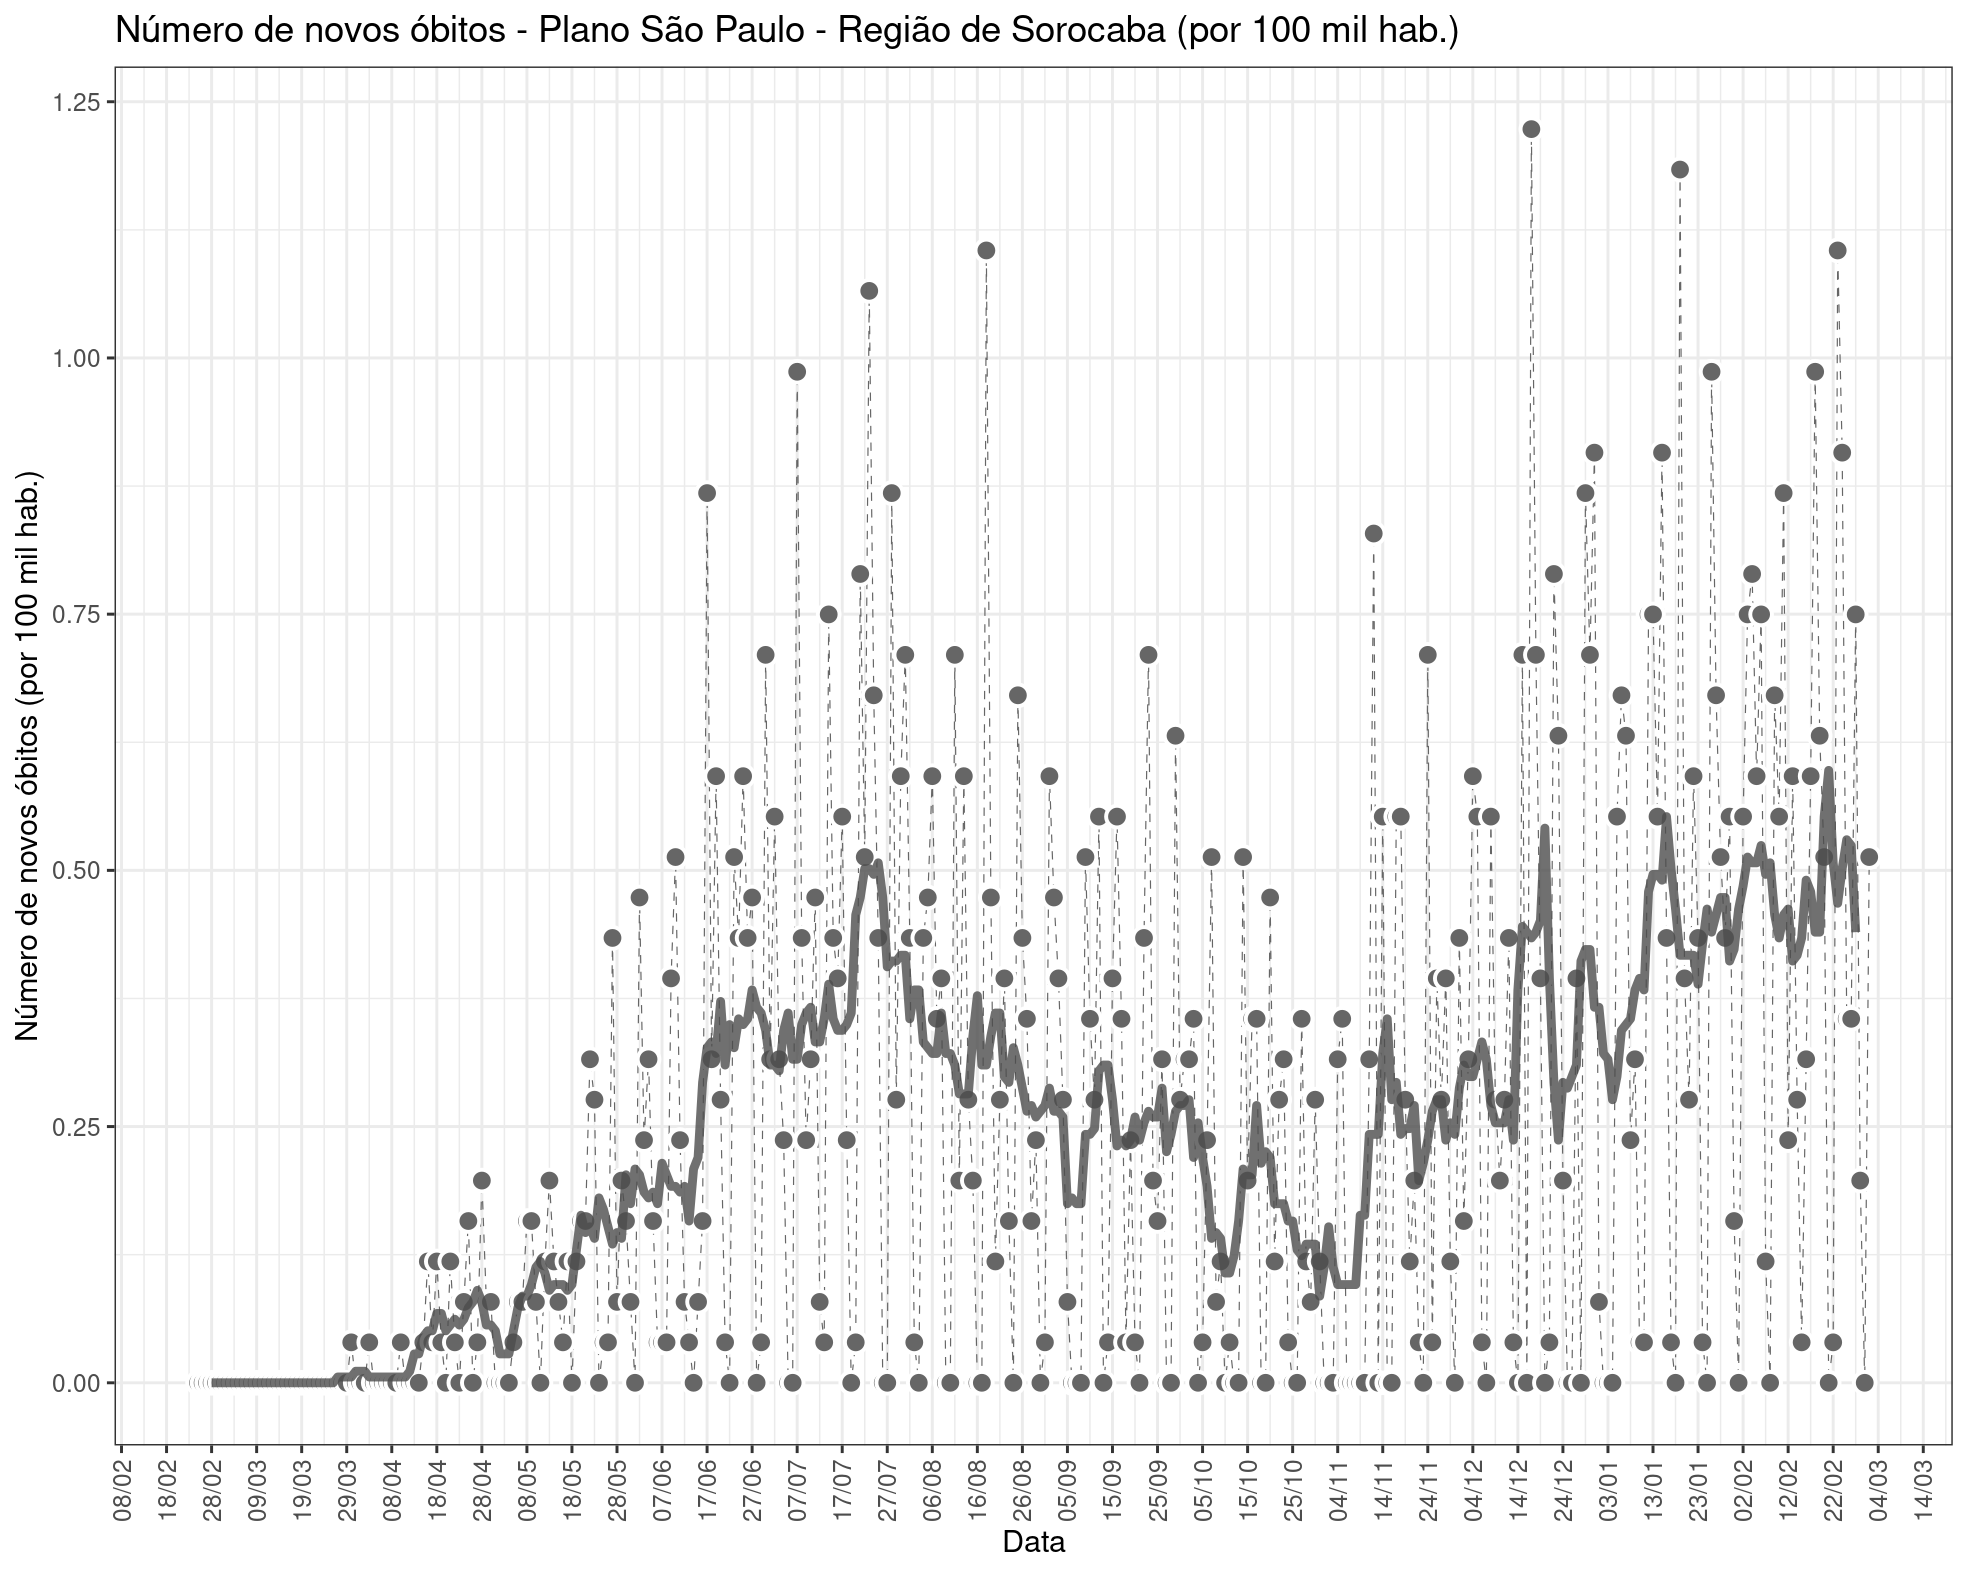 Número de novos óbitos - Plano São Paulo - Região de Sorocaba (por 100 mil hab.)
Número de novos óbitos (por 100 mil hab.)
1.25
1.00
0.75
0.50
0.25
0.00
08/02 18/02 28/02 09/03 19/03 29/03 08/04 18/04 28/04 08/05 18/05 28/05 07/06 17/06 27/06 07/07 17/07 27/07 06/08 16/08 26/08 05/09 15/09 25/09 05/10 15/10 25/10 04/11 14/11 24/11 04/12 14/12 24/12 03/01 13/01 23/01 02/02 12/02 22/02 04/03 14/03
Data